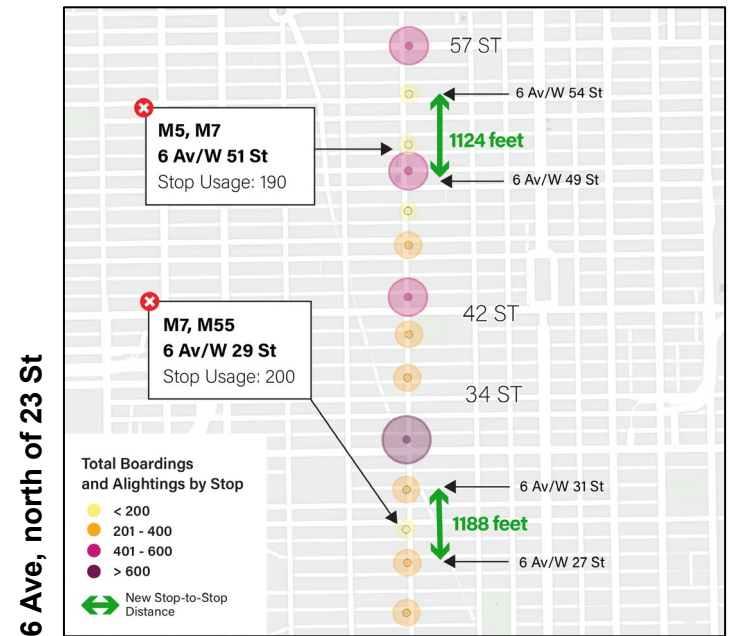 6 Ave, north of 23 St
57 ST
6 Av/W 54 St
M5, M7
6 Av/W 51 St
Stop Usage: 190
1124 feet
6 Av/W 49 St
42 ST
M7, M55
6 Av/W 29 St
Stop Usage: 200
34 ST
Total Boardings
and Alightings by Stop
< 200
201 - 400
401 - 600
> 600
New Stop-to-Stop
Distance
6 Av/W 31 St
1188 feet
6 Av/W 27 St